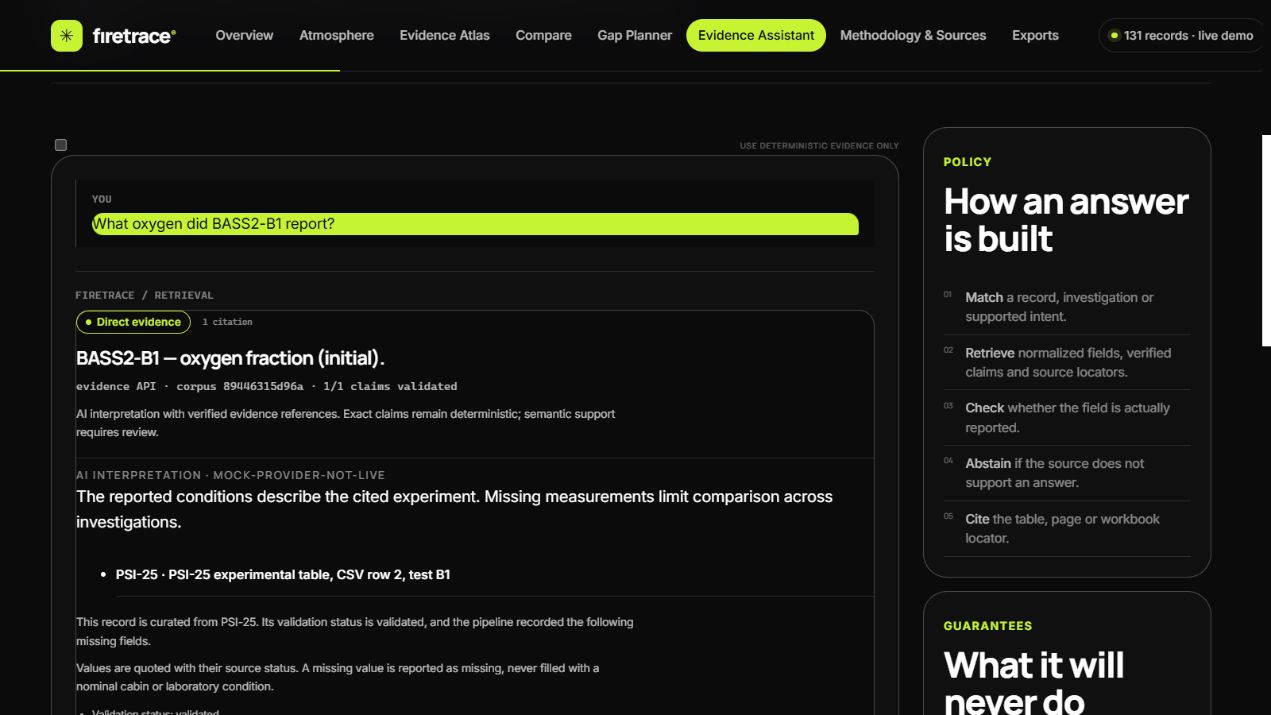 firetrace
Overview
Atmosphere
Evidence Atlas
Compare
Gap Planner
Evidence Assistant
Methodology & Sources
Exports
131 records · live demo
USE DETERMINISTIC EVIDENCE ONLY
YOU
What oxygen did BASS2-B1 report?
FIRETRACE / RETRIEVAL
Direct evidence
1 citation
BASS2-B1 — oxygen fraction (initial).
evidence API · corpus 89446315d96a · 1/1 claims validated
AI interpretation with verified evidence references. Exact claims remain deterministic; semantic support
requires review.
AI INTERPRETATION · MOCK-PROVIDER-NOT-LIVE
The reported conditions describe the cited experiment. Missing measurements limit comparison across
investigations.
• PSI-25 · PSI-25 experimental table, CSV row 2, test B1
This record is curated from PSI-25. Its validation status is validated, and the pipeline recorded the following
missing fields.
Values are quoted with their source status. A missing value is reported as missing, never filled with a
nominal cabin or laboratory condition.
• Validation status: validated
POLICY
How an answer
is built
01 Match a record, investigation or
supported intent.
02 Retrieve normalized fields, verified
claims and source locators.
03 Check whether the field is actually
reported.
04 Abstain if the source does not
support an answer.
05 Cite the table, page or workbook
locator.
GUARANTEES
What it will
never do